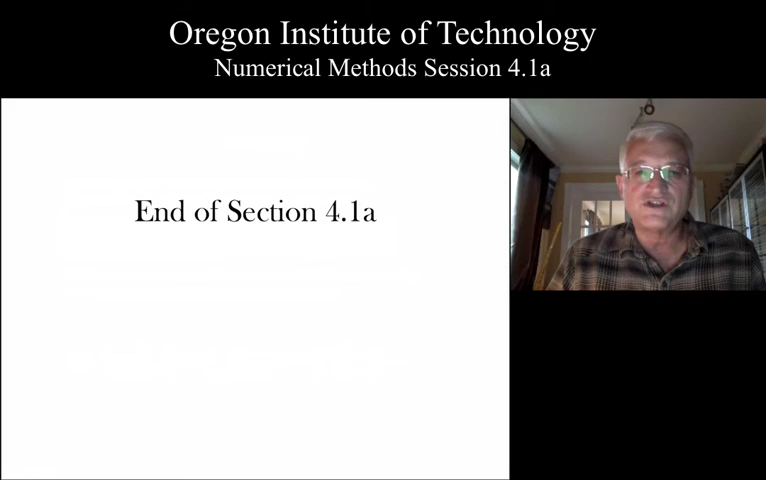 Oregon Institute of Technology
Numerical Methods Session 4.1a
End of Section 4.1a